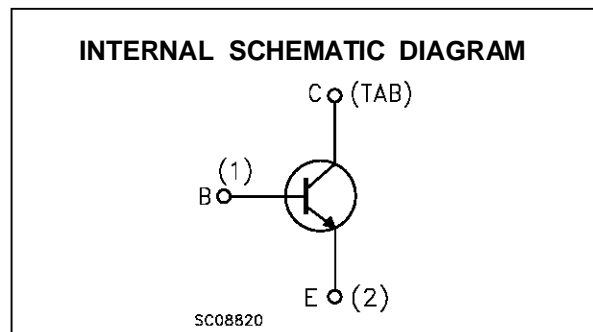 INTERNAL SCHEMATIC DIAGRAM
C (TAB)
(1)
B
E (2)
SC08820